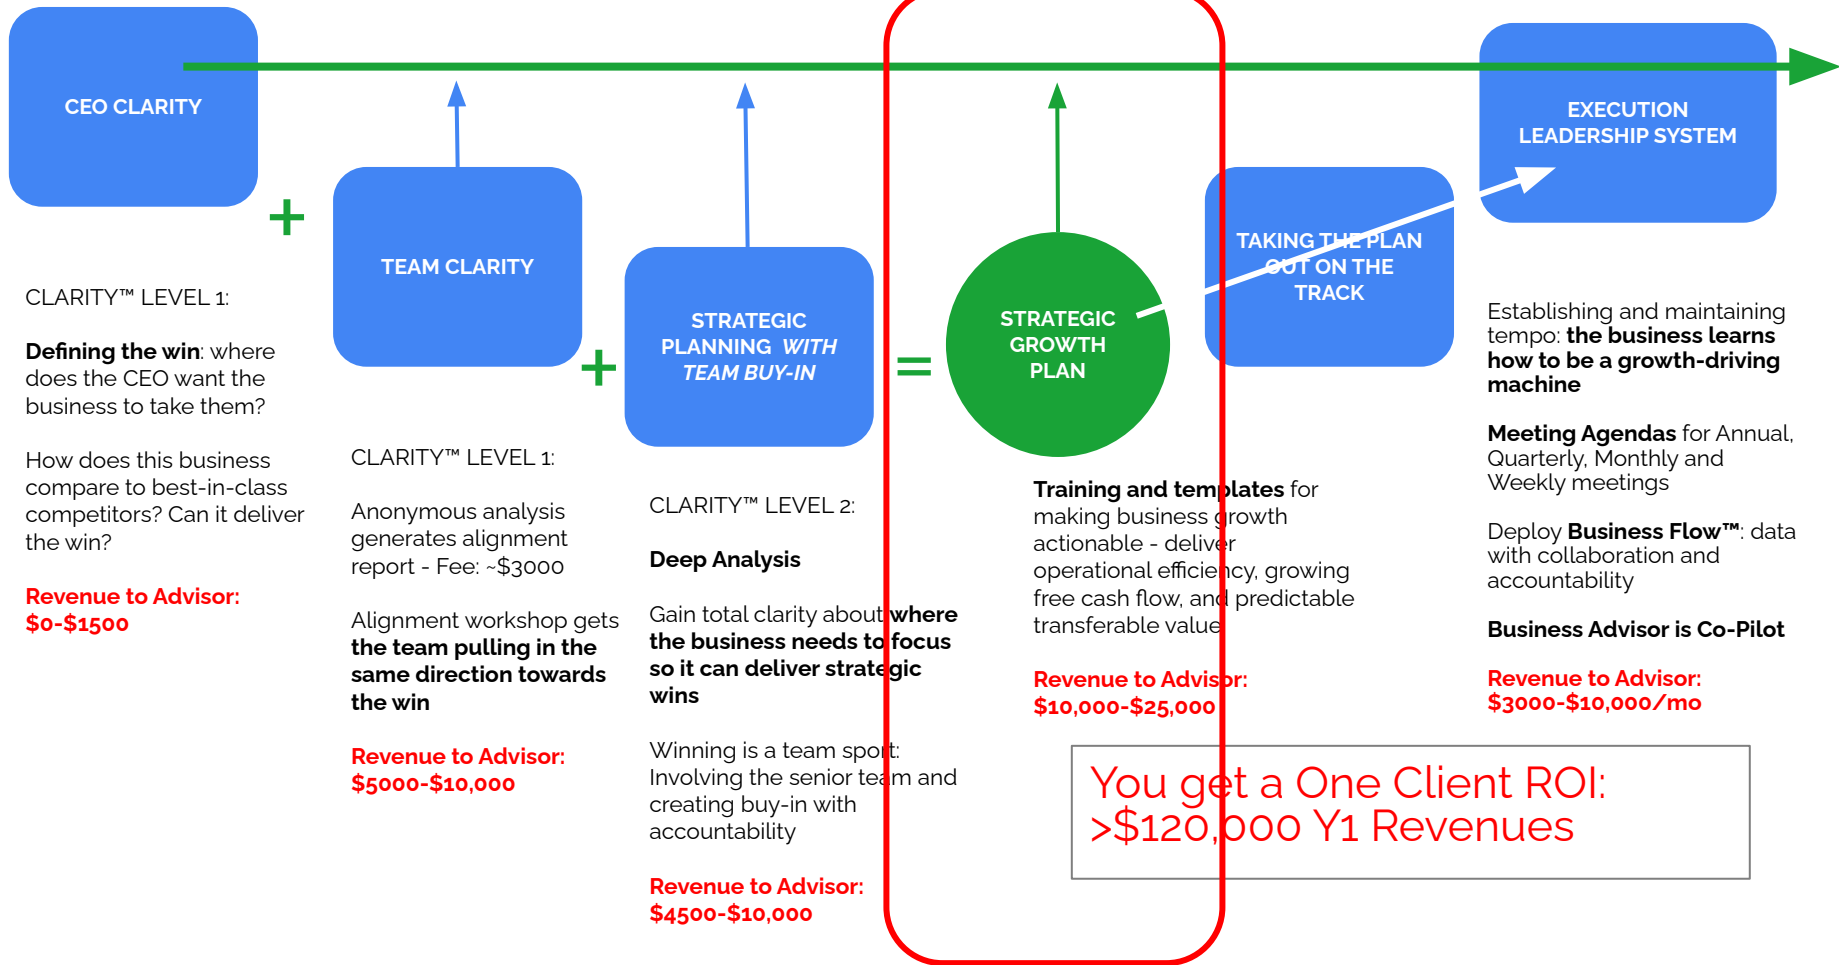 CEO CLARITY
CLARITY™ LEVEL 1:
Defining the win: where
does the CEO want the
business to take them?
How does this business
compare to best-in-class
competitors? Can it deliver
the win?
Revenue to Advisor:
$0-$1500
+
TEAM CLARITY
CLARITY™ LEVEL 1:
Anonymous analysis
generates alignment
report - Fee: ~$3000
Alignment workshop gets
the team pulling in the
same direction towards
the win
Revenue to Advisor:
$5000-$10,000
+
STRATEGIC
PLANNING WITH
TEAM BUY-IN
CLARITY™ LEVEL 2:
Deep Analysis
Gain total clarity about where
the business needs to focus
so it can deliver strategic
wins
Winning is a team sport:
Involving the senior team and
creating buy-in with
accountability
Revenue to Advisor:
$4500-$10,000
=
STRATEGIC
GROWTH
PLAN
TAKING THE PLAN
OUT ON THE
TRACK
Training and templates for
making business growth
actionable - deliver
operational efficiency, growing
free cash flow, and predictable
transferable value
Revenue to Advisor:
$10,000-$25,000
EXECUTION
LEADERSHIP SYSTEM
Establishing and maintaining
tempo: the business learns
how to be a growth-driving
machine
Meeting Agendas for Annual,
Quarterly, Monthly and
Weekly meetings
Deploy Business Flow™: data
with collaboration and
accountability
Business Advisor is Co-Pilot
Revenue to Advisor:
$3000-$10,000/mo
You get a One Client ROI:
>$120,000 Y1 Revenues